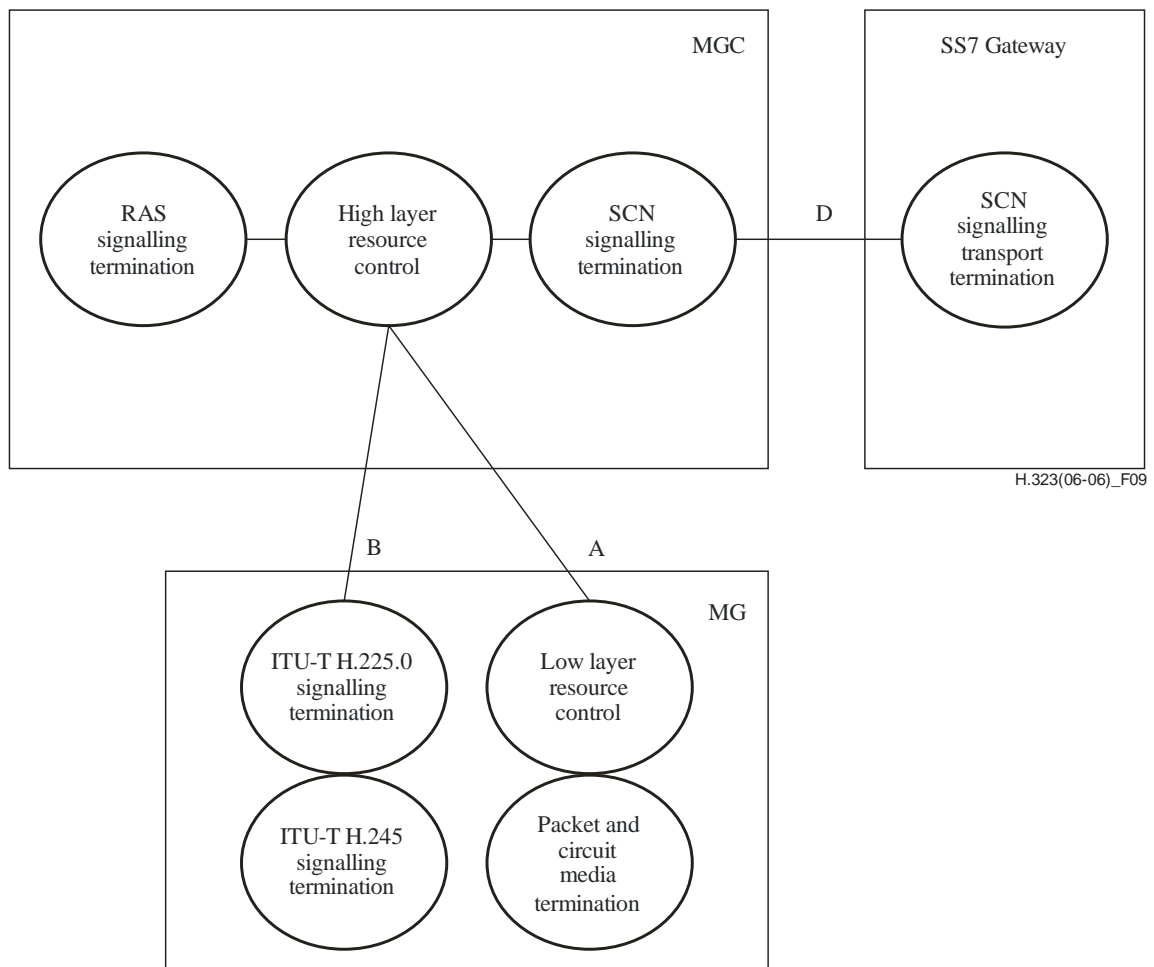 MGC
SS7 Gateway
RAS
signalling
termination
High layer
resource
control
SCN
signalling
termination
D
SCN
signalling
transport
termination
H.323(06-06)_F09
B
A
MG
ITU-T H.225.0
signalling
termination
Low layer
resource
control
ITU-T H.245
signalling
termination
Packet and
circuit
media
termination